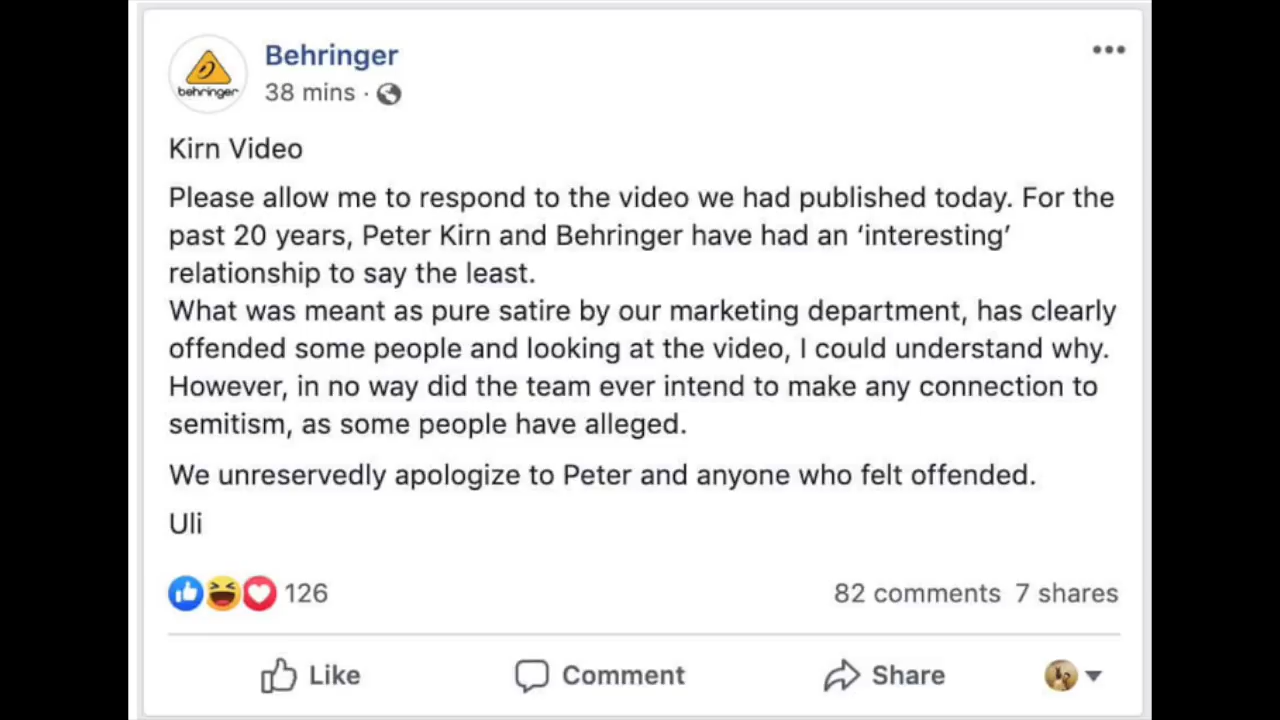 behringer
Behringer
38 mins ·
Kirn Video
Please allow me to respond to the video we had published today. For the
past 20 years, Peter Kirn and Behringer have had an ‘interesting’
relationship to say the least.
What was meant as pure satire by our marketing department, has clearly
offended some people and looking at the video, I could understand why.
However, in no way did the team ever intend to make any connection to
semitism, as some people have alleged.
We unreservedly apologize to Peter and anyone who felt offended.
Uli
126 82 comments 7 shares
Like Comment Share